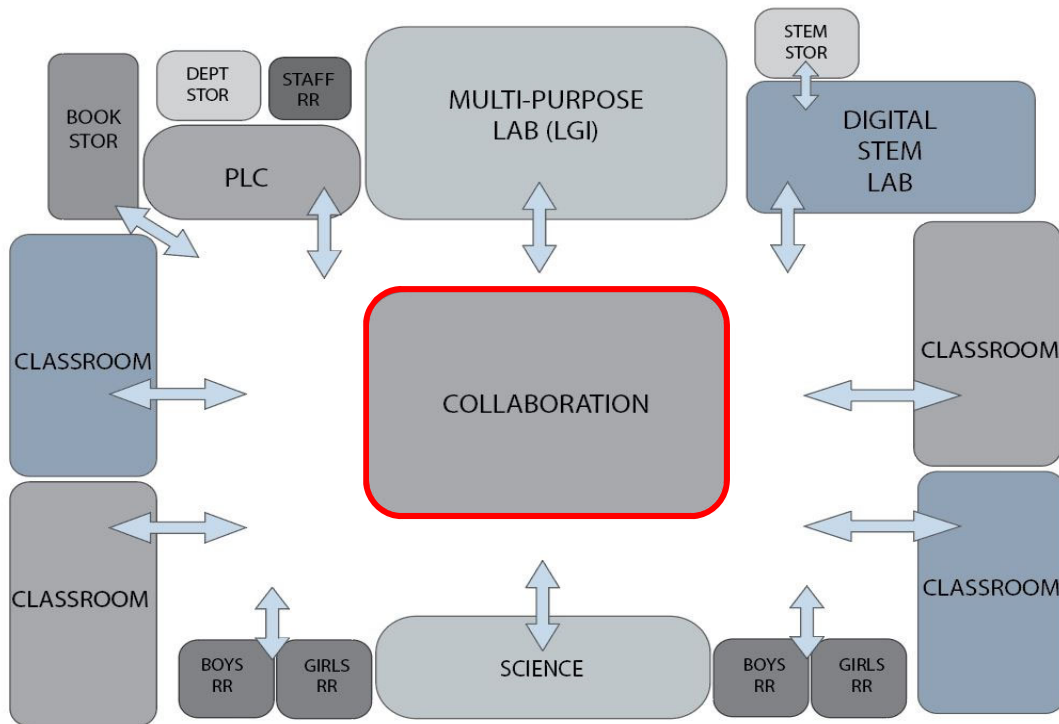 DEPT
STOR
STAFF
RR
BOOK
STOR
PLC
MULTI-PURPOSE
LAB (LGI)
STEM
STOR
DIGITAL
STEM
LAB
CLASSROOM
COLLABORATION
CLASSROOM
CLASSROOM
CLASSROOM
BOYS
RR
GIRLS
RR
SCIENCE
BOYS
RR
GIRLS
RR